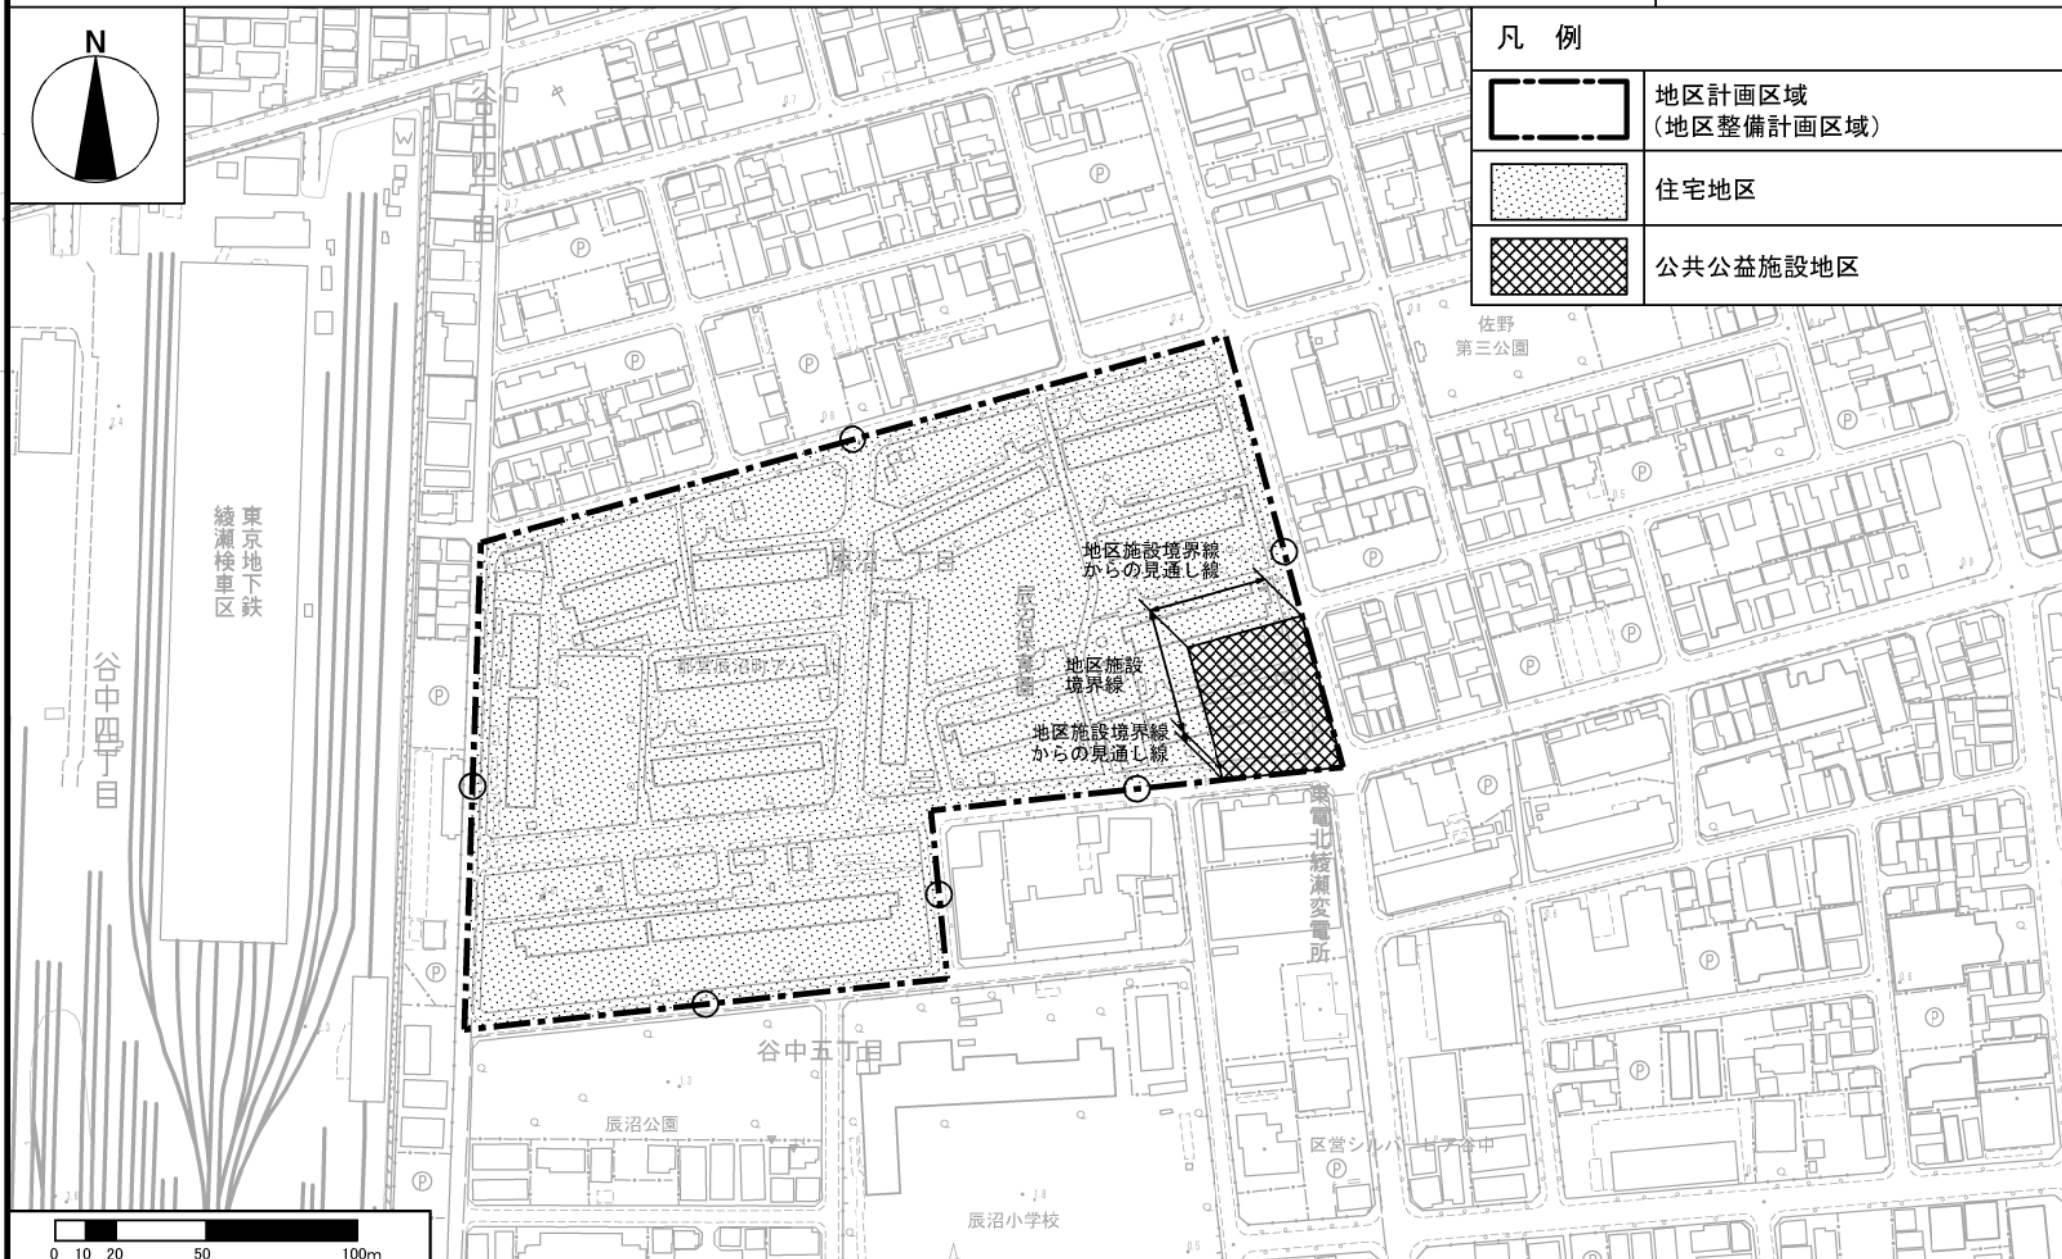 N
凡 例
地区計画区域
（地区整備計画区域）
住宅地区
公共公益施設地区
谷中四丁目
佐野
第三公園
東京地下鉄
綾瀬検車区
谷中四丁目
辰沼一丁目
辰沼保育園
都営辰沼町アパート
地区施設境界線
からの見通し線
地区施設
境界線
地区施設境界線
からの見通し線
東電北綾瀬変電所
谷中五丁目
辰沼公園
辰沼小学校
区営シルバーピア谷中
0 10 20 50 100m